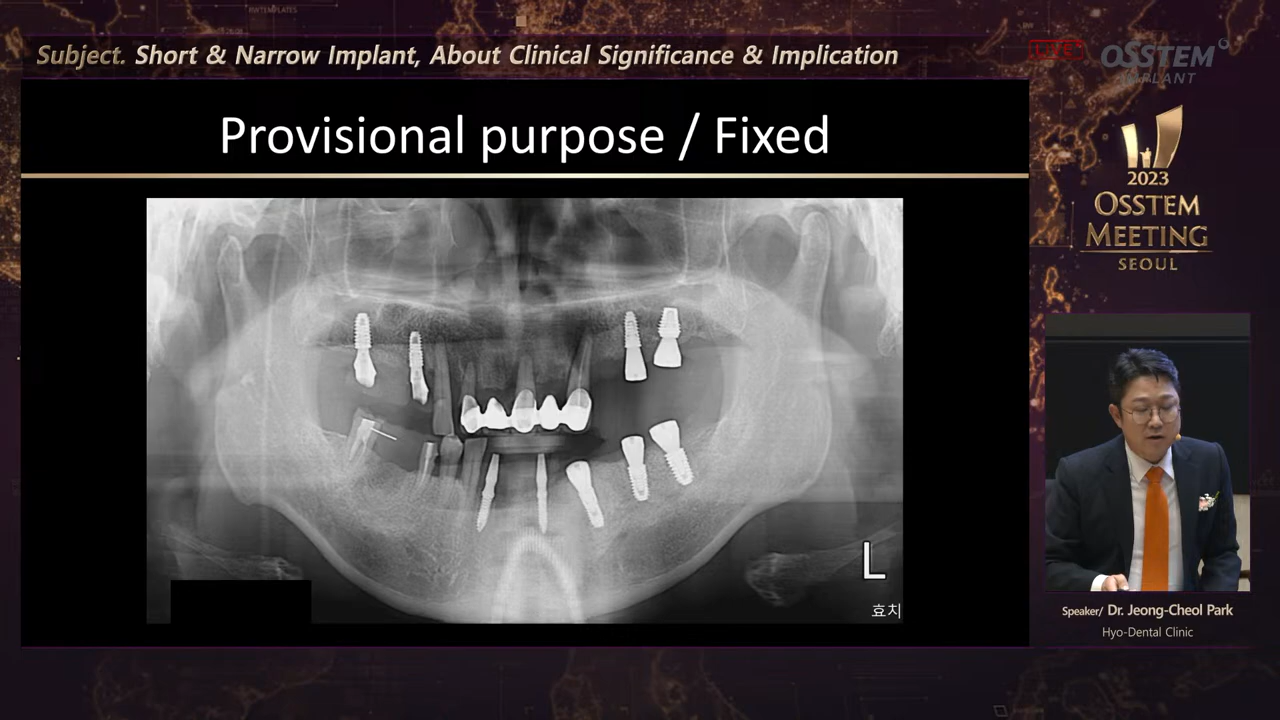 Subject. Short & Narrow Implant, About Clinical Significance & Implication
LIVE
OSSTEM
IMPLANT
Provisional purpose / Fixed
2023
OSSTEM
MEETING
SEOUL
L
효치
Speaker/ Dr. Jeong-Cheol Park
Hyo-Dental Clinic